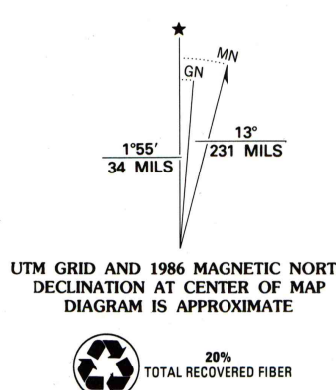 ★
MN
GN
1°55′
34 MILS
13°
231 MILS
UTM GRID AND 1986 MAGNETIC NORT
DECLINATION AT CENTER OF MAP
DIAGRAM IS APPROXIMATE
20%
TOTAL RECOVERED FIBER